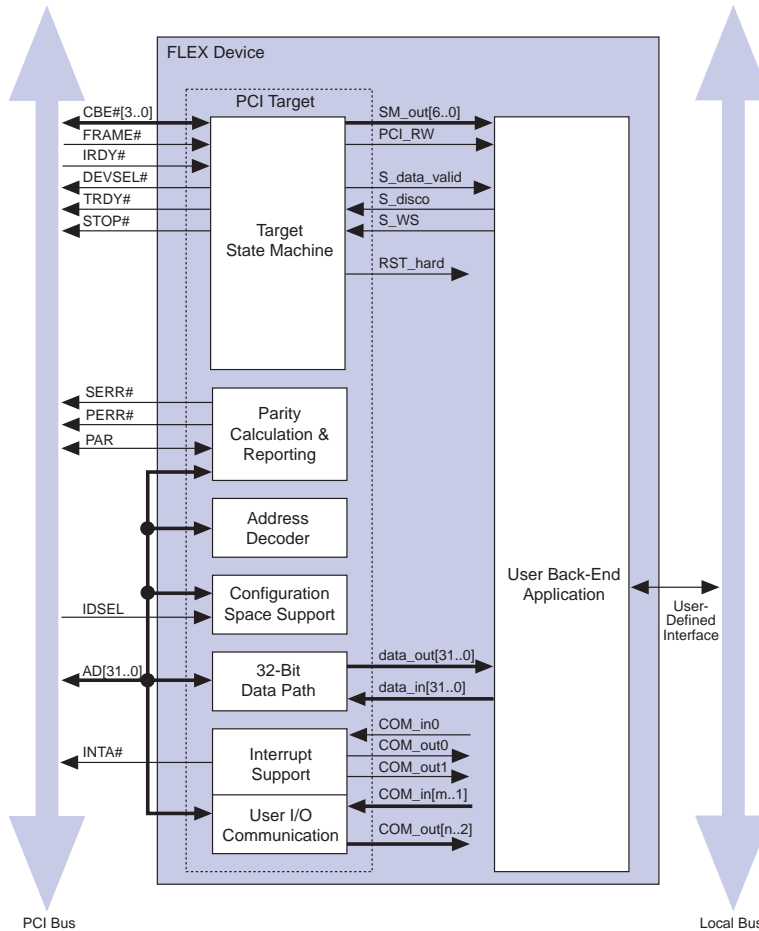 FLEX Device
PCI Target
CBE#[3..0]
FRAME#
IRDY#
DEVSEL#
TRDY#
STOP#
Target
State Machine
SM_out[6..0]
PCI_RW
S_data_valid
S_disco
S_WS
RST_hard
SERR#
PERR#
PAR
Parity
Calculation &
Reporting
Address
Decoder
Configuration
Space Support
IDSEL
User Back-End
Application
User-
Defined
Interface
AD[31..0]
32-Bit
Data Path
data_out[31..0]
data_in[31..0]
INTA#
Interrupt
Support
COM_in0
COM_out0
COM_out1
User I/O
Communication
COM_in[m..1]
COM_out[n..2]
PCI Bus
Local Bus